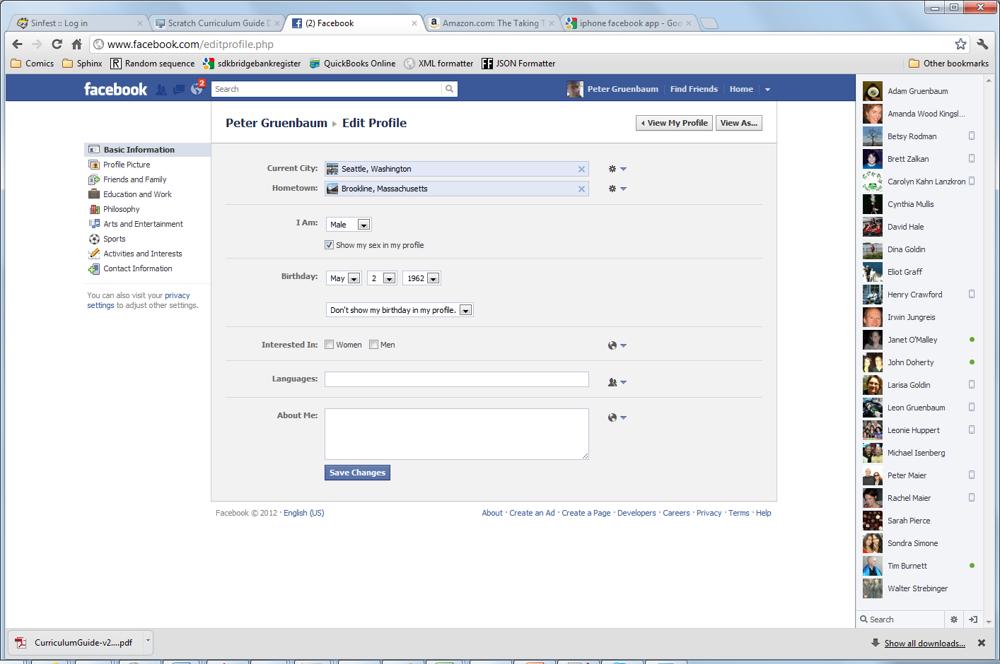 Sinfest :: Log in
Scratch Curriculum Guide D
(2) Facebook
Amazon.com: The Taking T
iphone facebook app - Goo
www.facebook.com/editprofile.php
Comics
Sphinx
R Random sequence
sdkbridgebankregister
QuickBooks Online
XML formatter
JSON Formatter
Other bookmarks
facebook
2
Search
Peter Gruenbaum
Find Friends
Home
Peter Gruenbaum
Edit Profile
View My Profile
View As...
Basic Information
Profile Picture
Friends and Family
Education and Work
Philosophy
Arts and Entertainment
Sports
Activities and Interests
Contact Information
You can also visit your privacy
settings to adjust other settings.
Current City: Seattle, Washington
Hometown: Brookline, Massachusetts
I Am: Male
Show my sex in my profile
Birthday: May 2 1962
Don't show my birthday in my profile.
Interested In: Women Men
Languages:
About Me:
Save Changes
Facebook © 2012 · English (US)
About · Create an Ad · Create a Page · Developers · Careers · Privacy · Terms · Help
Adam Gruenbaum
Amanda Wood Kingsl...
Betsy Rodman
Brett Zalkan
Carolyn Kahn Lanzkron
Cynthia Mullis
David Hale
Dina Goldin
Eliot Graff
Henry Crawford
Irwin Jungreis
Janet O'Malley
John Doherty
Larisa Goldin
Leon Gruenbaum
Leonie Huppert
Michael Isenberg
Peter Maier
Rachel Maier
Sarah Pierce
Sondra Simone
Tim Burnett
Walter Strebinger
Search
CurriculumGuide-v2....pdf
Show all downloads...